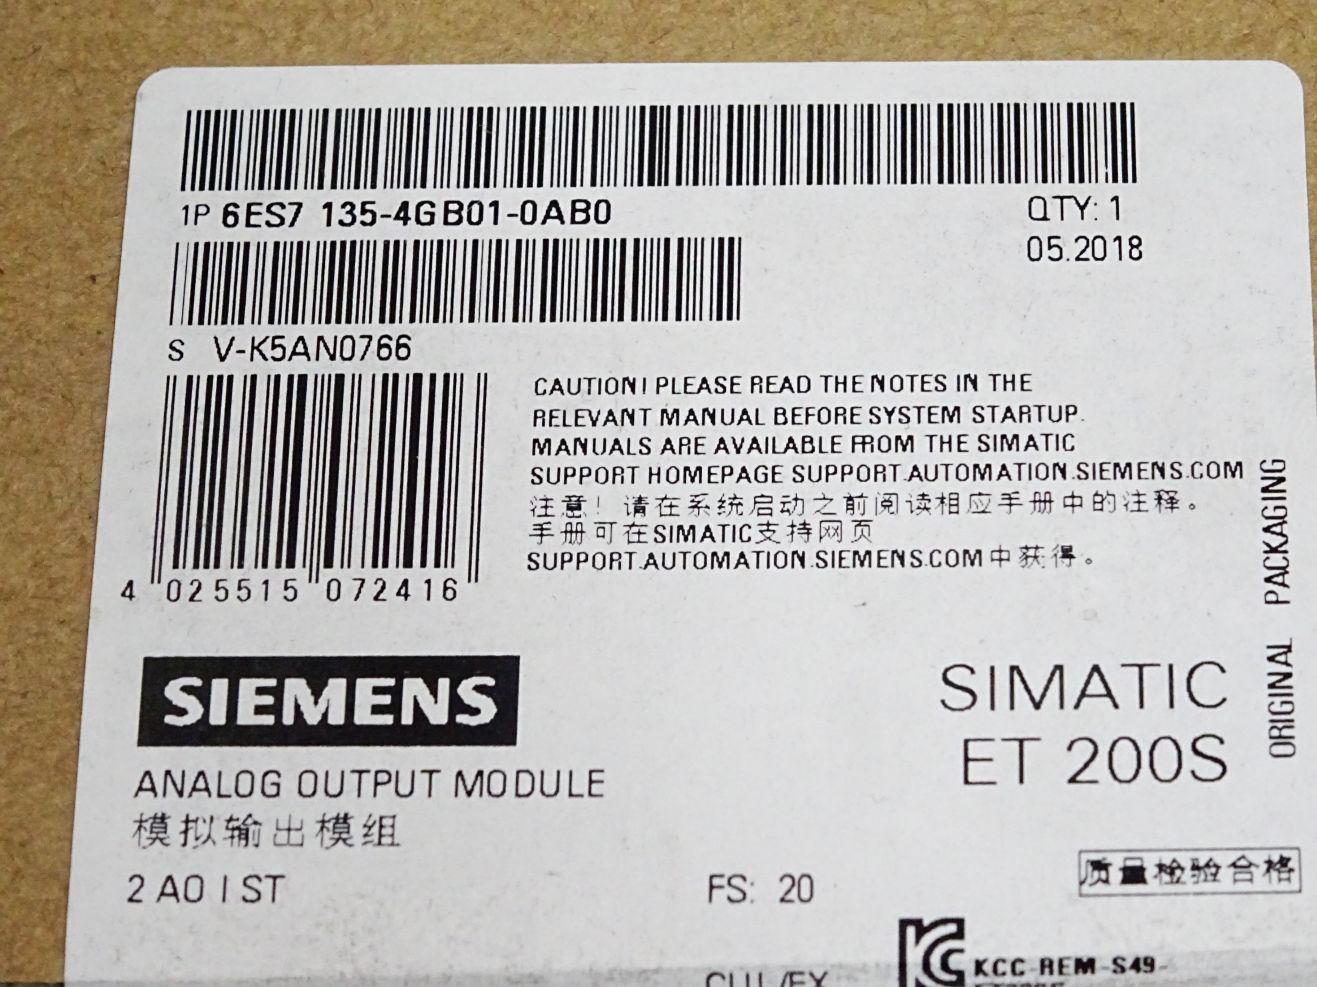 1P 6ES7 135-4GB01-0AB0
QTY: 1
05.2018
S V-K5AN0766
CAUTION! PLEASE READ THE NOTES IN THE
RELEVANT MANUAL BEFORE SYSTEM STARTUP.
MANUALS ARE AVAILABLE FROM THE SIMATIC
SUPPORT HOMEPAGE SUPPORT.AUTOMATION.SIEMENS.COM
注意！请在系统启动之前阅读相应手册中的注释。
手册可在SIMATIC支持网页
SUPPORT.AUTOMATION.SIEMENS.COM中获得。
4 025515 072416
ORIGINAL PACKAGING
SIEMENS
SIMATIC
ET 200S
ANALOG OUTPUT MODULE
模拟输出模组
2 AO I ST
FS: 20
质量检验合格
KCC-REM-S49-